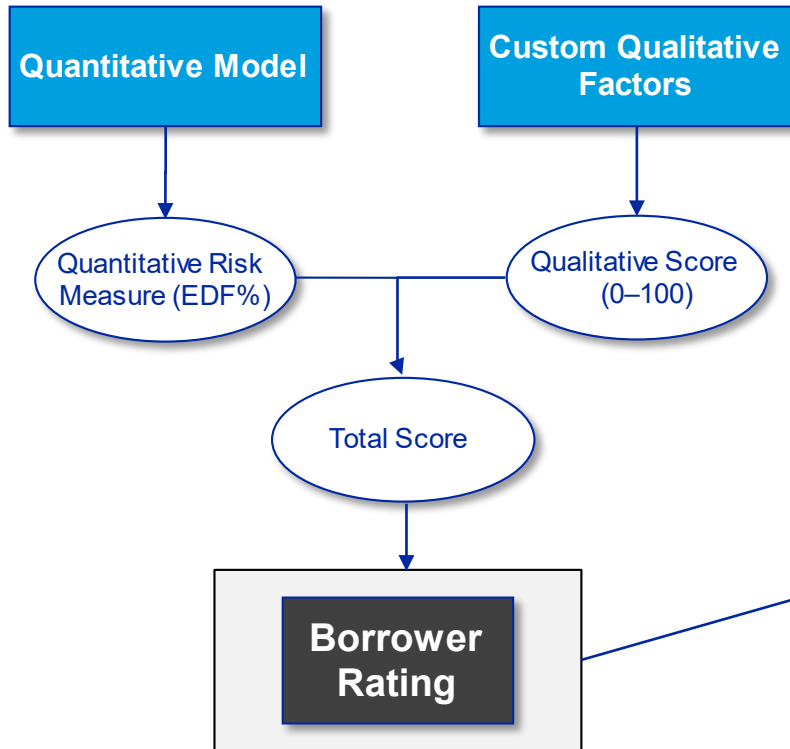 Quantitative Model
Custom Qualitative
Factors
Quantitative Risk
Measure (EDF%)
Qualitative Score
(0–100)
Total Score
Borrower
Rating